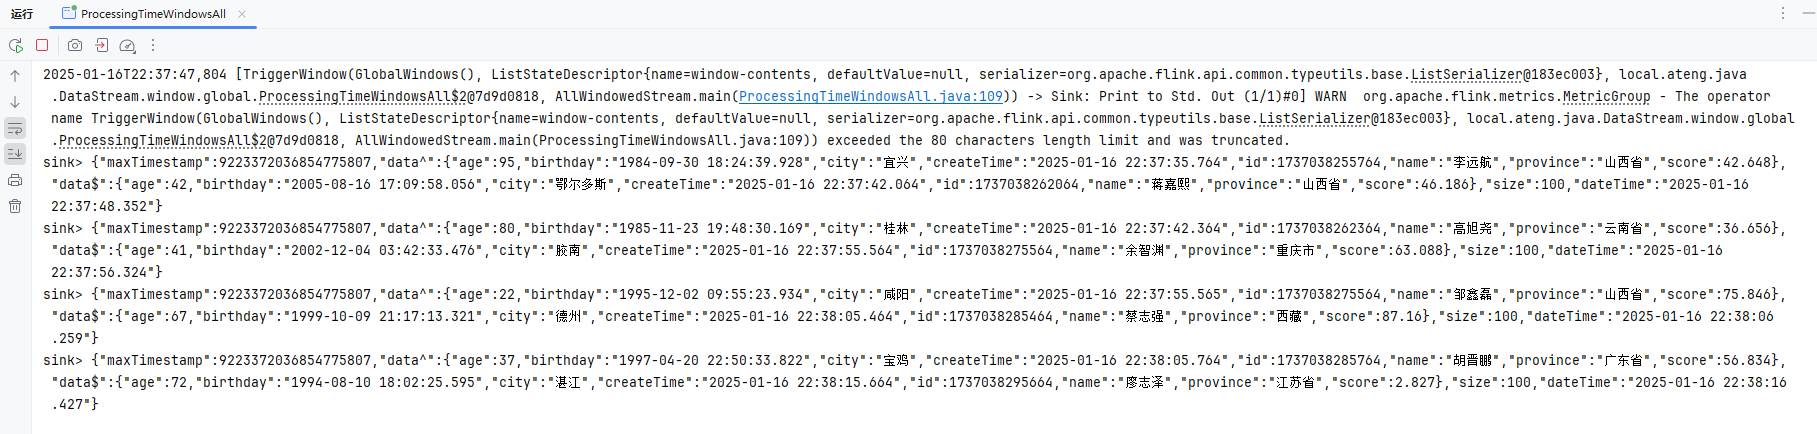 运行
ProcessingTimeWindowsAll
2025-01-16T22:37:47,804 [TriggerWindow(GlobalWindows(), ListStateDescriptor{name=window-contents, defaultValue=null, serializer=org.apache.flink.api.common.typeutils.base.ListSerializer@183ec003}, local.ateng.java
.DataStream.window.global.ProcessingTimeWindowsAll$2@7d9d0818, AllWindowedStream.main(ProcessingTimeWindowsAll.java:109)) -> Sink: Print to Std. Out (1/1)#0] WARN  org.apache.flink.metrics.MetricGroup - The operator
name TriggerWindow(GlobalWindows(), ListStateDescriptor{name=window-contents, defaultValue=null, serializer=org.apache.flink.api.common.typeutils.base.ListSerializer@183ec003}, local.ateng.java.DataStream.window.global
.ProcessingTimeWindowsAll$2@7d9d0818, AllWindowedStream.main(ProcessingTimeWindowsAll.java:109)) exceeded the 80 characters length limit and was truncated.
sink> {"maxTimestamp":9223372036854775807,"data^":{"age":95,"birthday":"1984-09-30 18:24:39.928","city":"宜兴","createTime":"2025-01-16 22:37:35.764","id":1737038255764,"name":"李远航","province":"山西省","score":42.648},
"data$":{"age":42,"birthday":"2005-08-16 17:09:58.056","city":"鄂尔多斯","createTime":"2025-01-16 22:37:42.064","id":1737038262064,"name":"蒋嘉熙","province":"山西省","score":46.186},"size":100,"dateTime":"2025-01-16
22:37:48.352"}
sink> {"maxTimestamp":9223372036854775807,"data^":{"age":80,"birthday":"1985-11-23 19:48:30.169","city":"桂林","createTime":"2025-01-16 22:37:42.364","id":1737038262364,"name":"高旭尧","province":"云南省","score":36.656},
"data$":{"age":41,"birthday":"2002-12-04 03:42:33.476","city":"胶南","createTime":"2025-01-16 22:37:55.564","id":1737038275564,"name":"余智渊","province":"重庆市","score":63.088},"size":100,"dateTime":"2025-01-16
22:37:56.324"}
sink> {"maxTimestamp":9223372036854775807,"data^":{"age":22,"birthday":"1995-12-02 09:55:23.934","city":"咸阳","createTime":"2025-01-16 22:37:55.565","id":1737038275564,"name":"邹鑫磊","province":"山西省","score":75.846},
"data$":{"age":67,"birthday":"1999-10-09 21:17:13.321","city":"德州","createTime":"2025-01-16 22:38:05.464","id":1737038285464,"name":"蔡志强","province":"西藏","score":87.16},"size":100,"dateTime":"2025-01-16 22:38:06
.259"}
sink> {"maxTimestamp":9223372036854775807,"data^":{"age":37,"birthday":"1997-04-20 22:50:33.822","city":"宝鸡","createTime":"2025-01-16 22:38:05.764","id":1737038285764,"name":"胡晋鹏","province":"广东省","score":56.834},
"data$":{"age":72,"birthday":"1994-08-10 18:02:25.595","city":"湛江","createTime":"2025-01-16 22:38:15.664","id":1737038295664,"name":"廖志泽","province":"江苏省","score":2.827},"size":100,"dateTime":"2025-01-16 22:38:16
.427"}